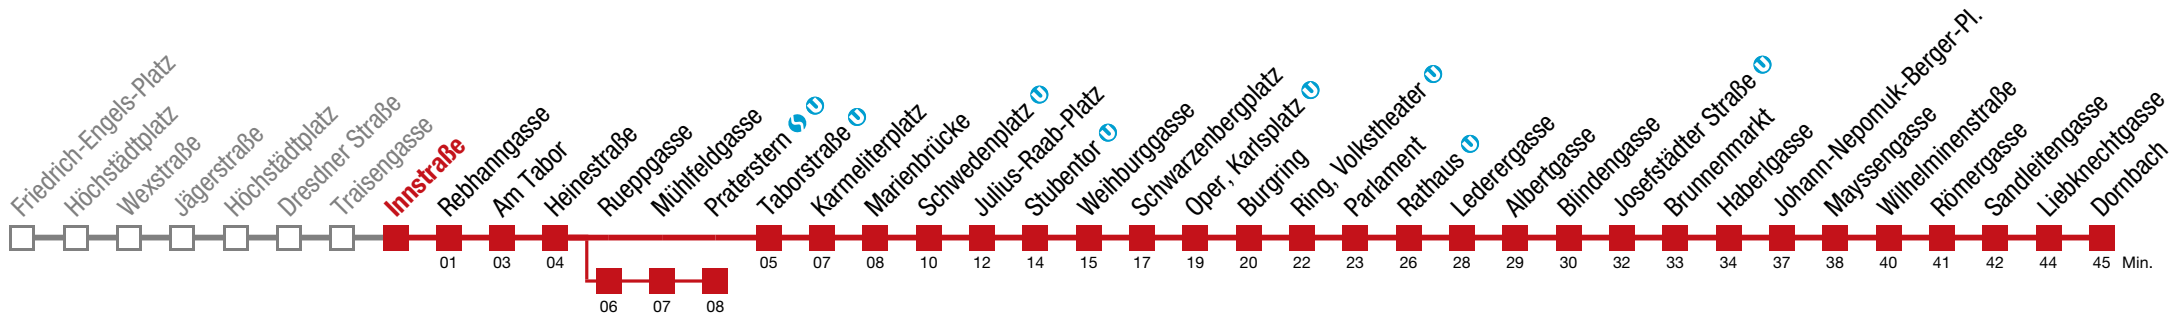 Friedrich-Engels-Platz
Höchstädtplatz
Wexstraße
Jägerstraße
Höchstädtplatz
Dresdner Straße
Traisengasse
Innstraße
Rebhanngasse
Am Tabor
Heinestraße
Rueppgasse
Mühlfeldgasse
Praterstern
Taborstraße
Karmeliterplatz
Marienbrücke
Schwedenplatz
Julius-Raab-Platz
Stubentor
Weihburggasse
Schwarzenbergplatz
Oper, Karlsplatz
Burgring
Ring, Volkstheater
Parlament
Rathaus
Lederergasse
Albertgasse
Blindengasse
Josefstädter Straße
Brunnenmarkt
Haberlgasse
Johann-Nepomuk-Berger-Pl.
Mayssengasse
Wilhelminenstraße
Römergasse
Sandleitengasse
Liebknechtgasse
Dornbach
01 03 04 05 07 08 10 12 14 15 17 19 20 22 23 26 28 29 30 32 33 34 37 38 40 41 42 44 45 Min.
06 07 08